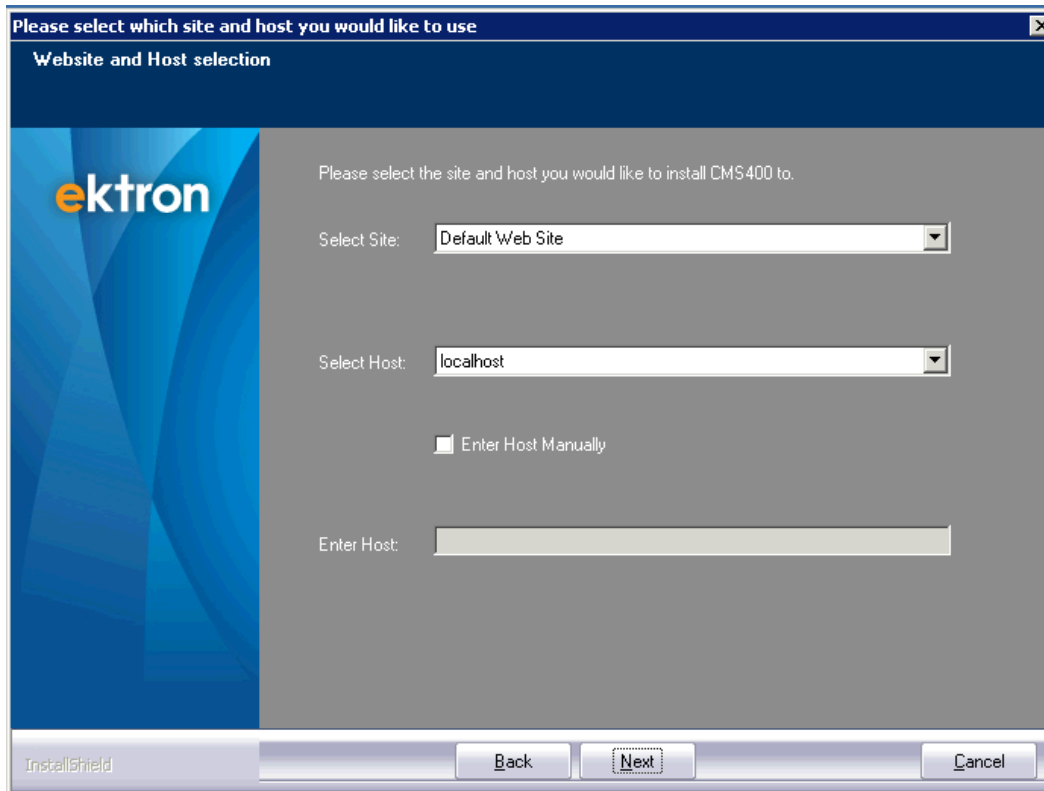 Please select which site and host you would like to use
Website and Host selection
ektron
Please select the site and host you would like to install CMS400 to.
Select Site: Default Web Site
Select Host: localhost
Enter Host Manually
Enter Host:
InstallShield
Back Next Cancel